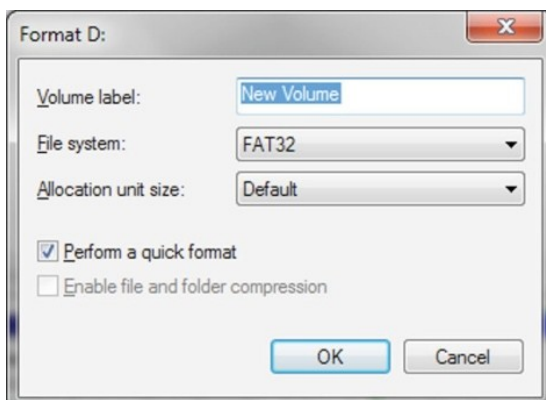 Format D:
Volume label: New Volume
File system: FAT32
Allocation unit size: Default
Perform a quick format
Enable file and folder compression
OK Cancel